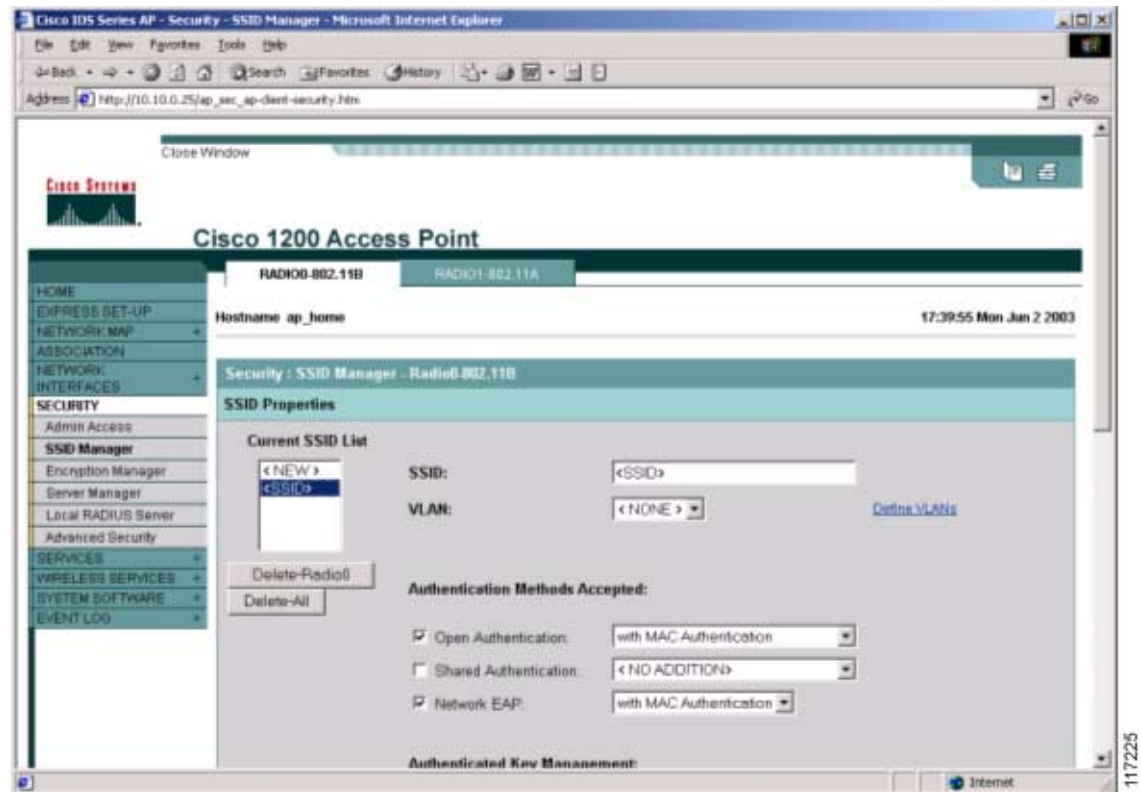 Cisco IOS Series AP - Security - SSID Manager - Microsoft Internet Explorer
File Edit View Favorites Tools Help
Back Search Favorites History
Address http://10.10.0.25/ap_sec_ap-client-security.htm Go
Close Window
CISCO SYSTEMS
Cisco 1200 Access Point
RADIO0-802.11B RADIO1-802.11A
HOME
EXPRESS SET-UP
NETWORK MAP +
ASSOCIATION
NETWORK INTERFACES +
SECURITY
Admin Access
SSID Manager
Encryption Manager
Server Manager
Local RADIUS Server
Advanced Security
SERVICES +
WIRELESS SERVICES +
SYSTEM SOFTWARE +
EVENT LOG +
Hostname ap_home 17:39:55 Mon Jun 2 2003
Security : SSID Manager - Radio0-802.11B
SSID Properties
Current SSID List
< NEW >
<SSID>
Delete-Radio0
Delete-All
SSID: <SSID>
VLAN: < NONE > Define VLANs
Authentication Methods Accepted:
Open Authentication: with MAC Authentication
Shared Authentication: < NO ADDITION>
Network EAP: with MAC Authentication
Authenticated Key Management:
Internet
117225